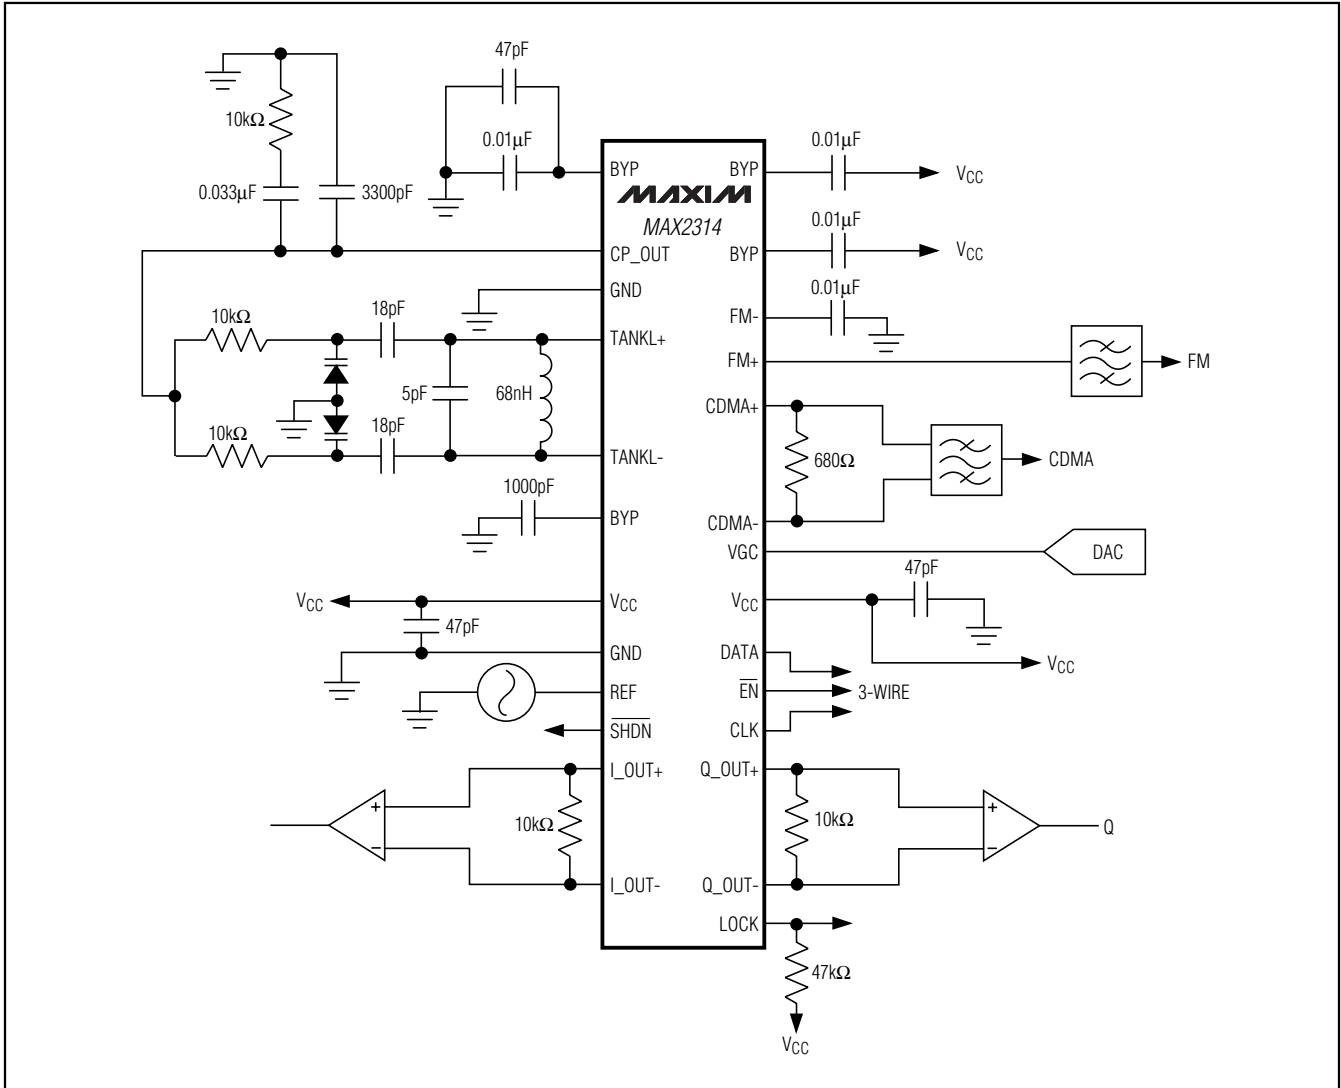 47pF
10kΩ
0.01µF
0.033µF
3300pF
BYP
MAXIM
MAX2314
CP_OUT
GND
10kΩ
18pF
TANKL+
5pF
68nH
10kΩ
18pF
TANKL-
1000pF
BYP
VCC
VCC
47pF
GND
REF
SHDN
I_OUT+
10kΩ
I_OUT-
0.01µF
BYP
VCC
0.01µF
BYP
VCC
0.01µF
FM-
FM+
FM
CDMA+
680Ω
CDMA
CDMA-
VGC
DAC
47pF
VCC
VCC
DATA
EN
3-WIRE
CLK
Q_OUT+
10kΩ
Q
Q_OUT-
LOCK
47kΩ
VCC
+
−
+
−